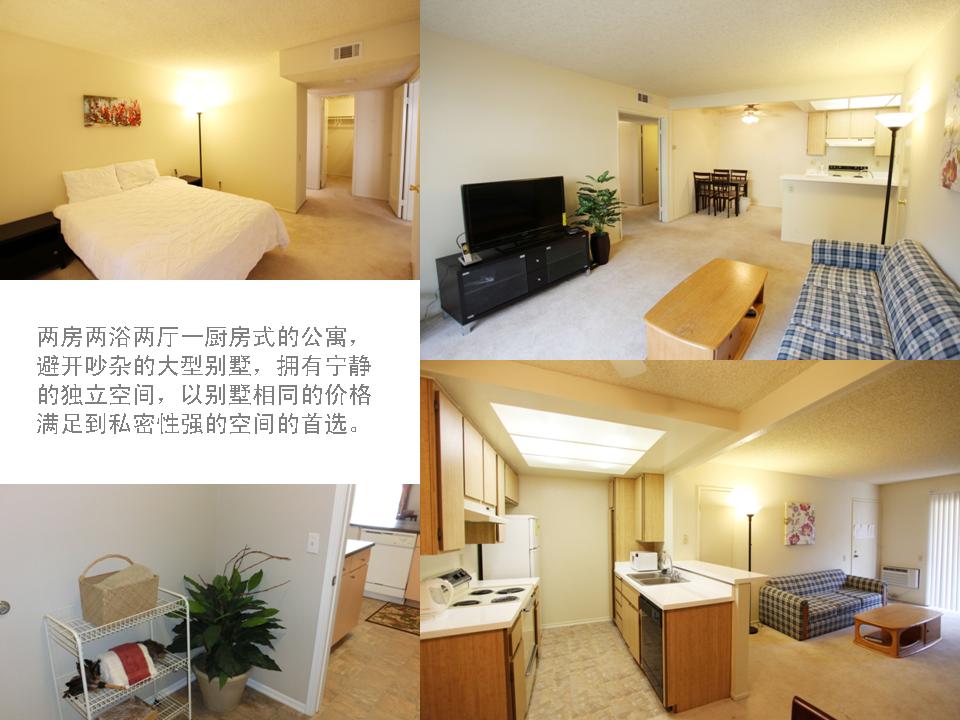 两房两浴两厅一厨房式的公寓，
避开吵杂的大型别墅，拥有宁静
的独立空间，以别墅相同的价格
满足到私密性强的空间的首选。